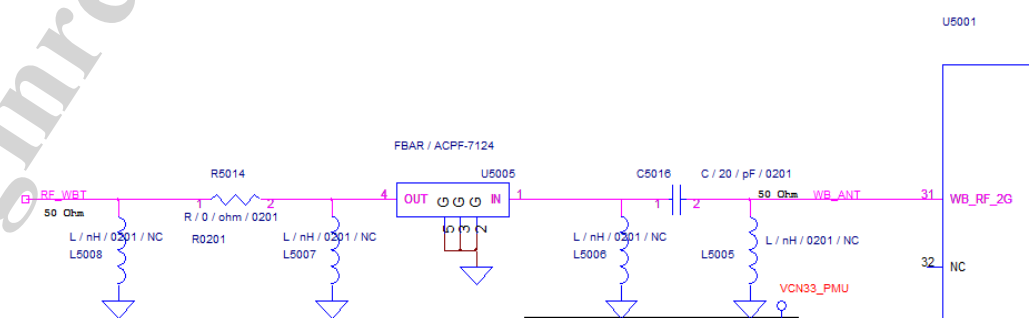 U5001
FBAR / ACPF-7124
R5014
U5005
C5016
C / 20 / pF / 0201
RF_WBT
1
2
4
OUT
G
G
G
IN
1
1
2
50 Ohm
WB_ANT
31
WB_RF_2G
50 Ohm
R / 0 / ohm / 0201
5
3
2
L / nH / 0201 / NC
R0201
L / nH / 0201 / NC
L / nH / 0201 / NC
L / nH / 0201 / NC
L5008
L5007
L5006
L5005
32
NC
VCN33_PMU